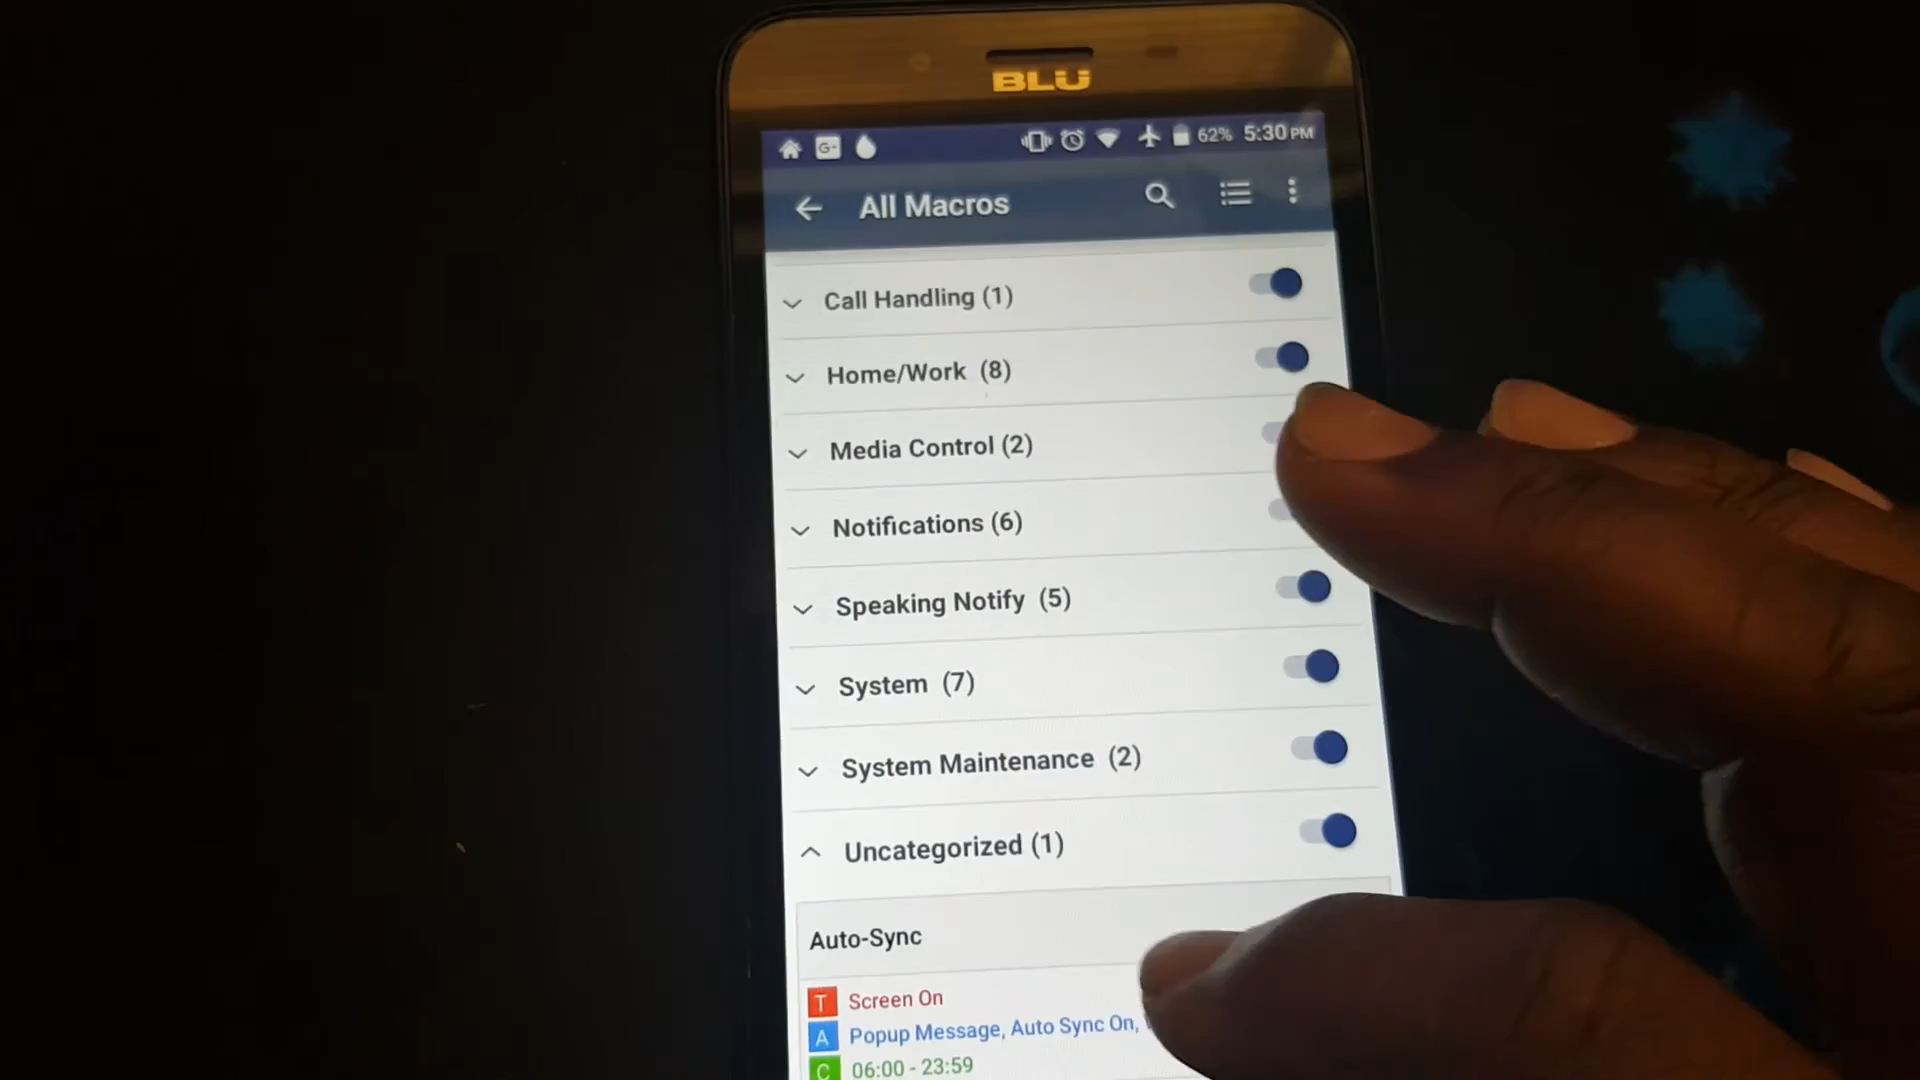 BLU
G+ 62% 5:30 PM
All Macros
Call Handling (1)
Home/Work (8)
Media Control (2)
Notifications (6)
Speaking Notify (5)
System (7)
System Maintenance (2)
Uncategorized (1)
Auto-Sync
T Screen On
A Popup Message, Auto Sync On,
C 06:00 - 23:59